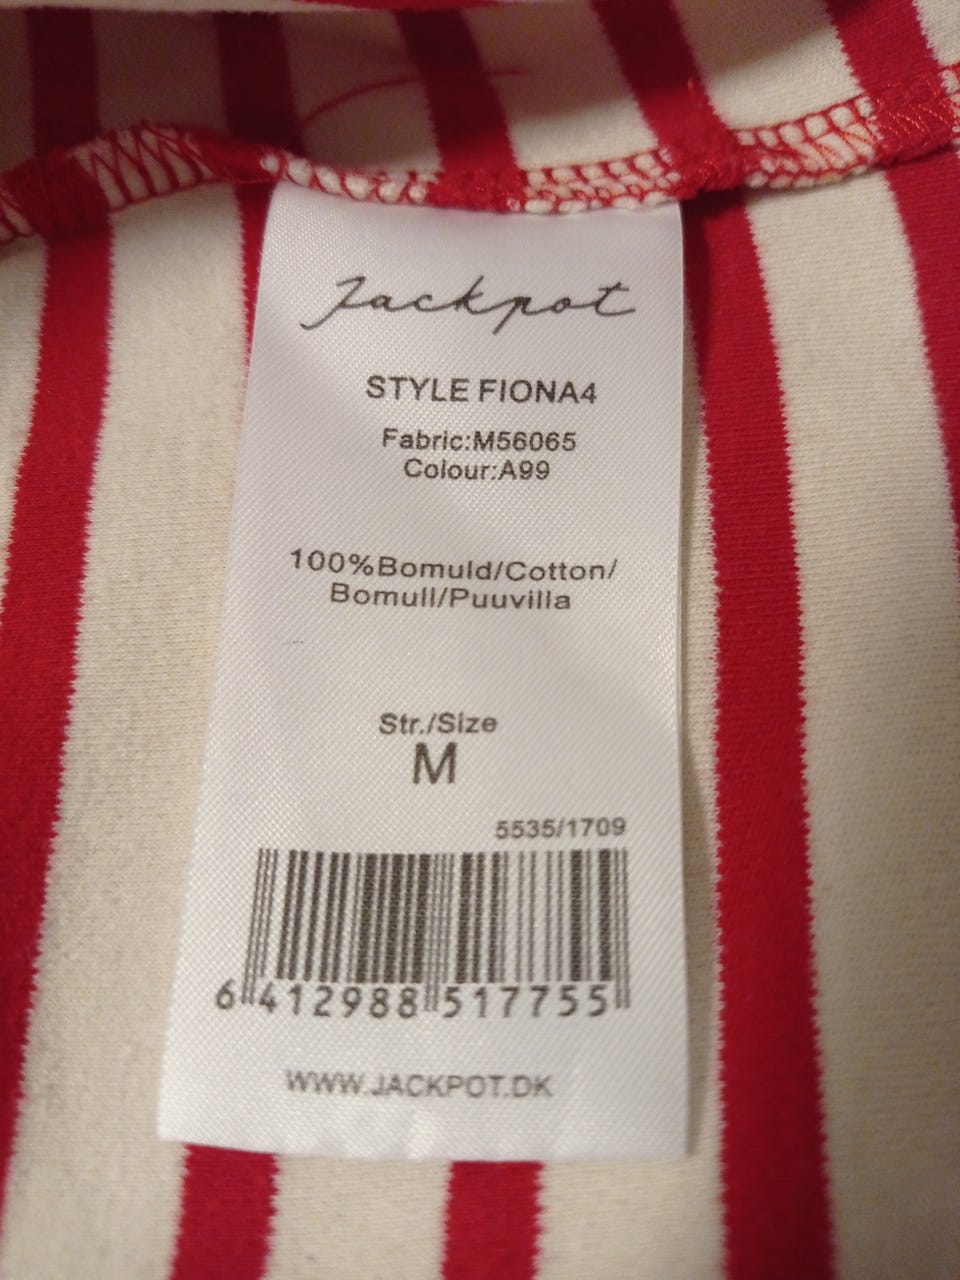 Jackpot
STYLE FIONA4
Fabric:M56065
Colour:A99
100%Bomuld/Cotton/
Bomull/Puuvilla
Str./Size
M
5535/1709
6 412988 517755
WWW.JACKPOT.DK